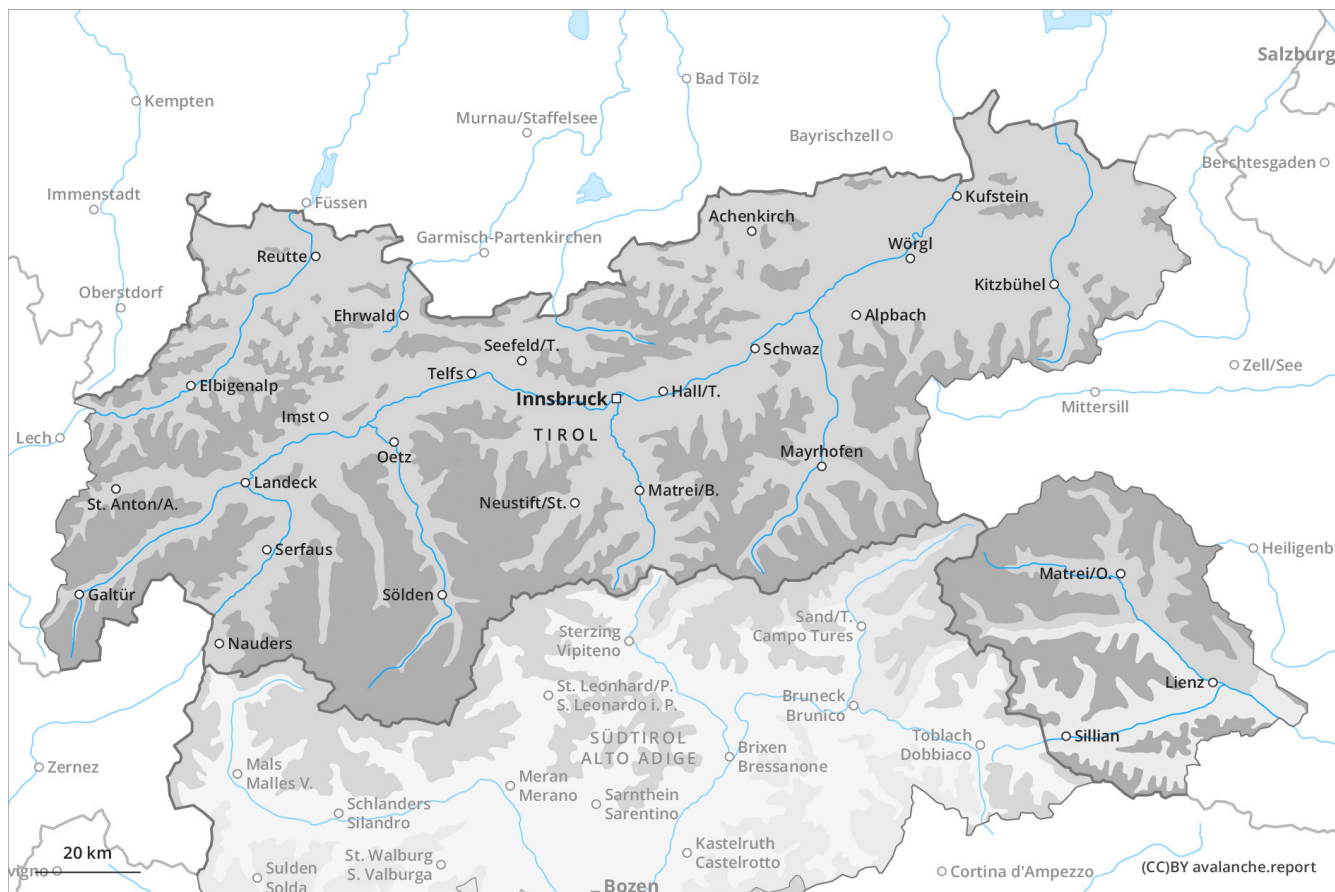 Salzburg
Kempten
Bad Tölz
Murnau/Staffelsee
Bayrischzell
Berchtesgaden
Immenstadt
Füssen
Kufstein
Achenkirch
Garmisch-Partenkirchen
Wörgl
Reutte
Kitzbühel
Oberstdorf
Ehrwald
Alpbach
Seefeld/T.
Schwaz
Telfs
Zell/See
Elbigenalp
Innsbruck
Hall/T.
Mittersill
Imst
Lech
TIROL
Oetz
Mayrhofen
Landeck
St. Anton/A.
Neustift/St.
Matrei/B.
Serfaus
Heiligenb
Matrei/O.
Galtür
Sölden
Sand/T.
Campo Tures
Sterzing
Vipiteno
Nauders
Lienz
St. Leonhard/P.
S. Leonardo i. P.
Bruneck
Brunico
Sillian
SÜDTIROL
ALTO ADIGE
Toblach
Dobbiaco
Brixen
Bressanone
Zernez
Mals
Malles V.
Meran
Merano
Schlanders
Silandro
Sarnthein
Sarentino
Kastelruth
Castelrotto
20 km
St. Walburg
S. Valburga
vigno
Sulden
Solda
Cortina d'Ampezzo
(CC)BY avalanche.report
Bozen